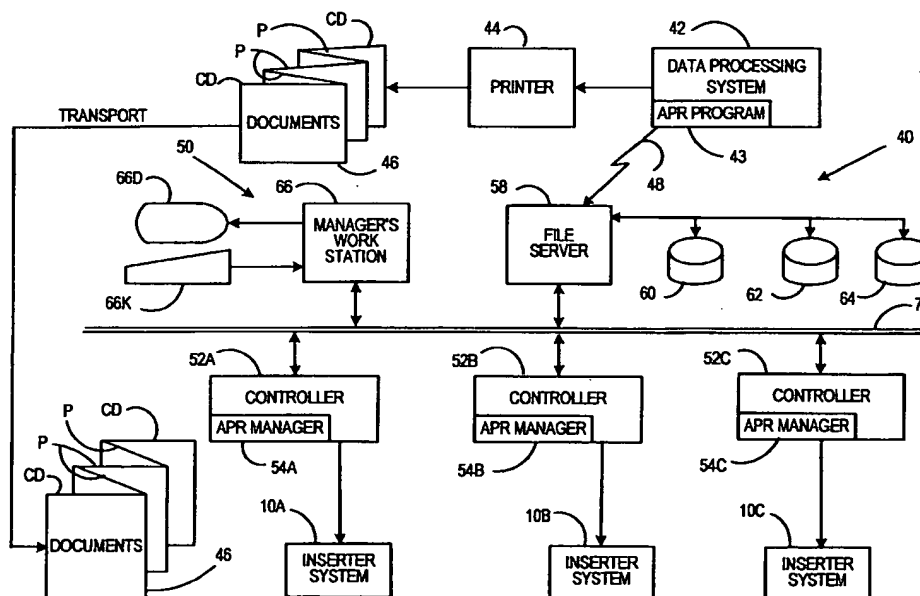 CD
P
P
CD
44
42
DATA PROCESSING
SYSTEM
PRINTER
DOCUMENTS
APR PROGRAM
TRANSPORT
50
46
43
40
66D
66
58
48
MANAGER'S
WORK
STATION
FILE
SERVER
66K
60
62
64
7
52A
52B
52C
CONTROLLER
CONTROLLER
CONTROLLER
APR MANAGER
APR MANAGER
APR MANAGER
CD
P
P
CD
54A
54B
54C
10A
10B
10C
DOCUMENTS
46
INSERTER
SYSTEM
INSERTER
SYSTEM
INSERTER
SYSTEM